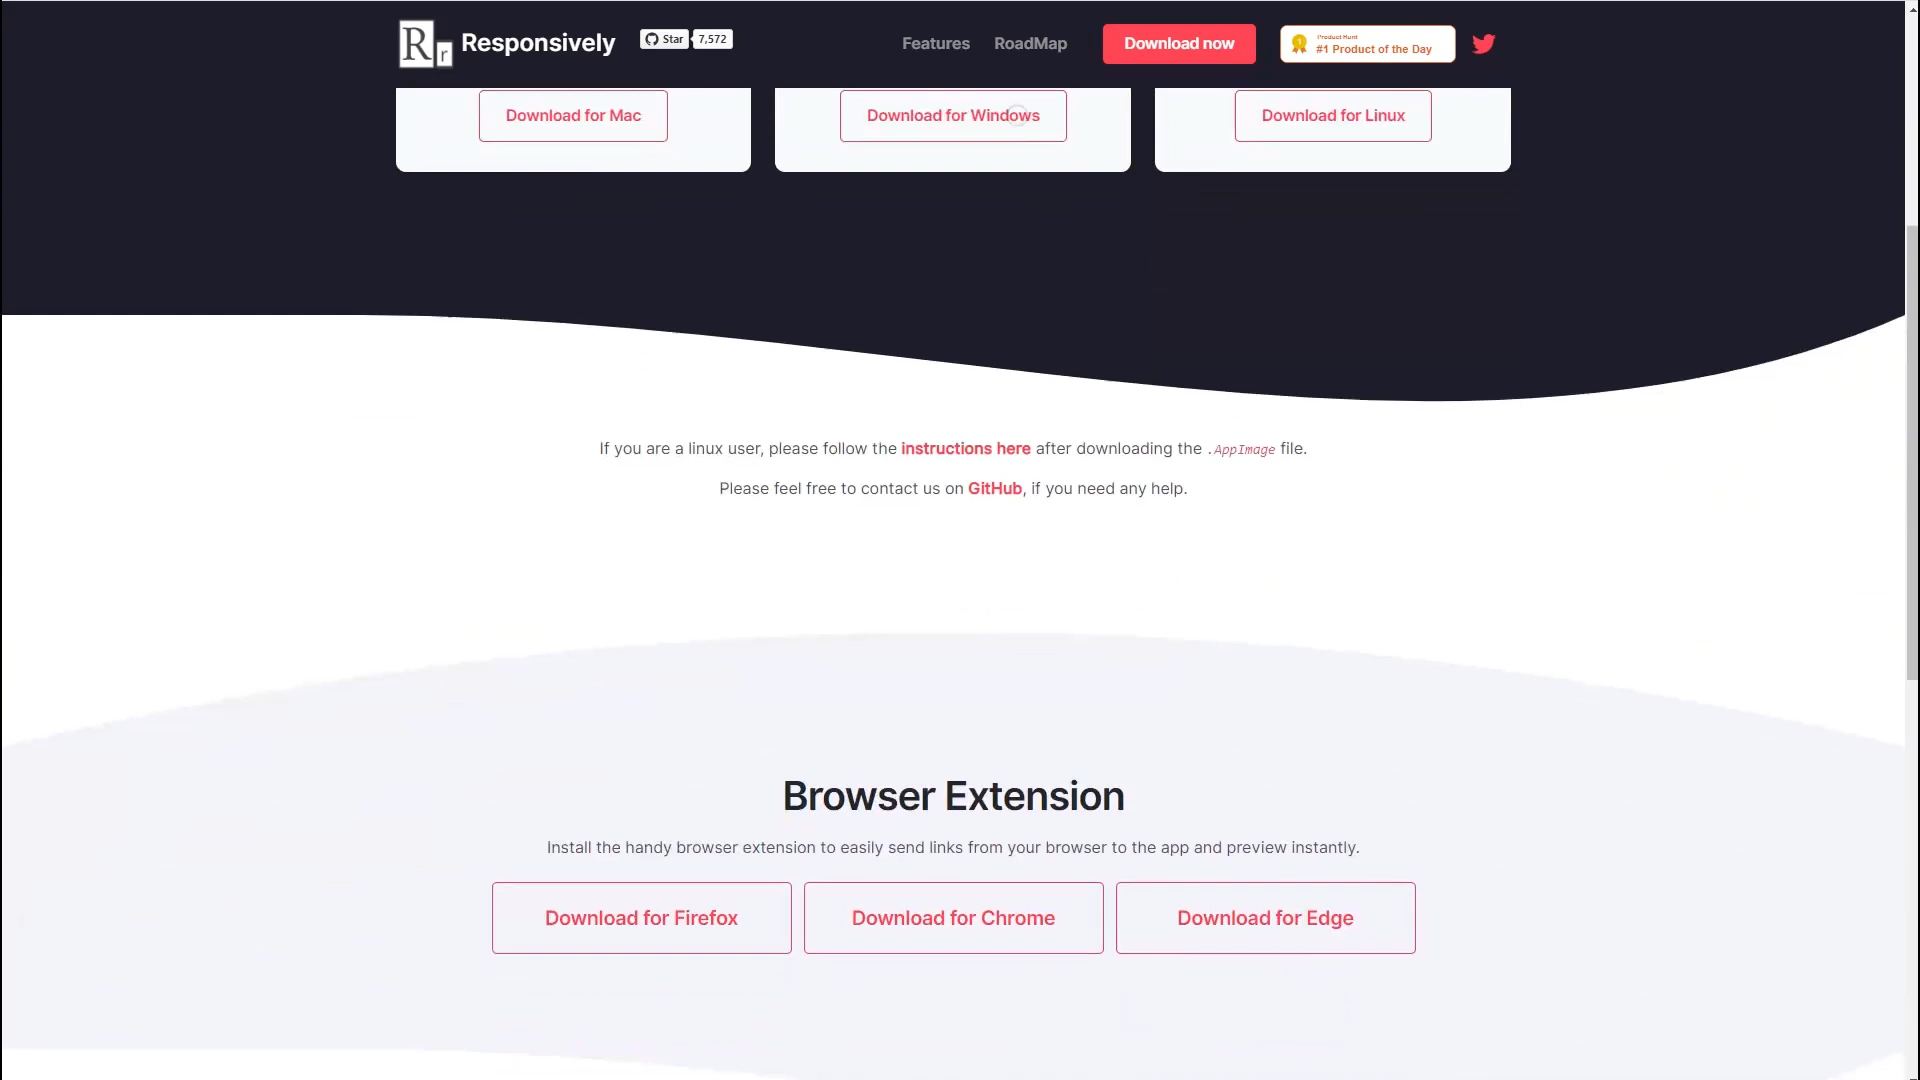 Rr Responsively
Star 7,572
Features RoadMap
Download now
Product Hunt
#1 Product of the Day
Download for Mac
Download for Windows
Download for Linux
If you are a linux user, please follow the instructions here after downloading the .AppImage file.
Please feel free to contact us on GitHub, if you need any help.
Browser Extension
Install the handy browser extension to easily send links from your browser to the app and preview instantly.
Download for Firefox
Download for Chrome
Download for Edge